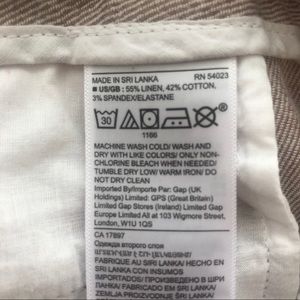 MADE IN SRI LANKA RN 54023
■ US/GB : 55% LINEN, 42% COTTON,
3% SPANDEX/ELASTANE
30
1166
MACHINE WASH COLD/ WASH AND
DRY WITH LIKE COLORS/ ONLY NON-
CHLORINE BLEACH WHEN NEEDED/
TUMBLE DRY LOW/ WARM IRON/ DO
NOT DRY CLEAN
Imported By/Importe Par: Gap (UK
Holdings) Limited: GPS (Great Britain)
Limited Gap Stores (Ireland) Limited Gap
Europe Limited All at 103 Wigmore Street,
London, W1U 1QS
CA 17897
Одежда второго слоя
FABRIQUE AU SRI LANKA/ HECHO EN
SRI LANKA CON INSUMOS
IMPORTADOS/ ПРОИЗВЕДЕНО В ШРИ
ЛАНКА/ FABRICADO EM SRI LANKA/